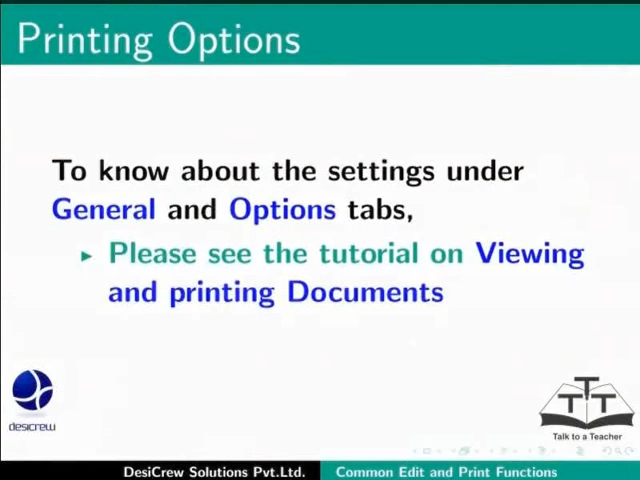 Printing Options
To know about the settings under
General and Options tabs,
Please see the tutorial on Viewing
and printing Documents
desicrew
TTT
Talk to a Teacher
DesiCrew Solutions Pvt.Ltd. Common Edit and Print Functions